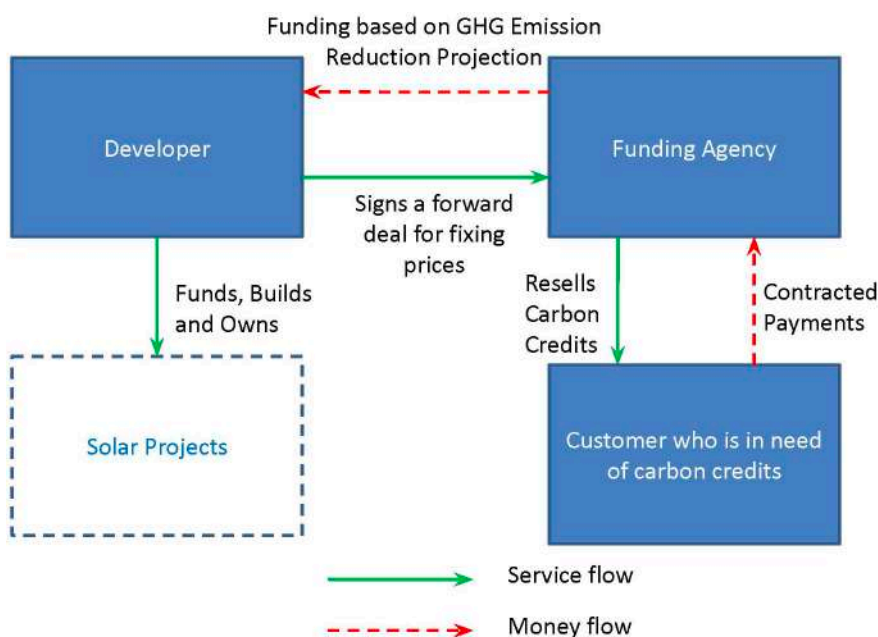 Funding based on GHG Emission
Reduction Projection
Developer
Funding Agency
Signs a forward
deal for fixing
prices
Funds, Builds
and Owns
Resells
Carbon
Credits
Contracted
Payments
Solar Projects
Customer who is in need
of carbon credits
Service flow
Money flow